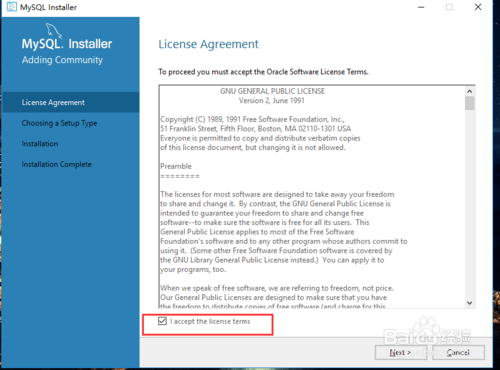 MySQL Installer
MySQL. Installer
Adding Community
License Agreement
Choosing a Setup Type
Installation
Installation Complete
License Agreement
To proceed you must accept the Oracle Software License Terms.
GNU GENERAL PUBLIC LICENSE
Version 2, June 1991
Copyright (C) 1989, 1991 Free Software Foundation, Inc.,
51 Franklin Street, Fifth Floor, Boston, MA 02110-1301 USA
Everyone is permitted to copy and distribute verbatim copies
of this license document, but changing it is not allowed.
Preamble
========
The licenses for most software are designed to take away your freedom
to share and change it. By contrast, the GNU General Public License is
intended to guarantee your freedom to share and change free
software--to make sure the software is free for all its users. This
General Public License applies to most of the Free Software
Foundation's software and to any other program whose authors commit to
using it. (Some other Free Software Foundation software is covered by
the GNU Library General Public License instead.) You can apply it to
your programs, too.
When we speak of free software, we are referring to freedom, not price.
Our General Public Licenses are designed to make sure that you have
the freedom to distribute copies of free software (and charge for this
I accept the license terms
Baidu 经验
Next >
Cancel